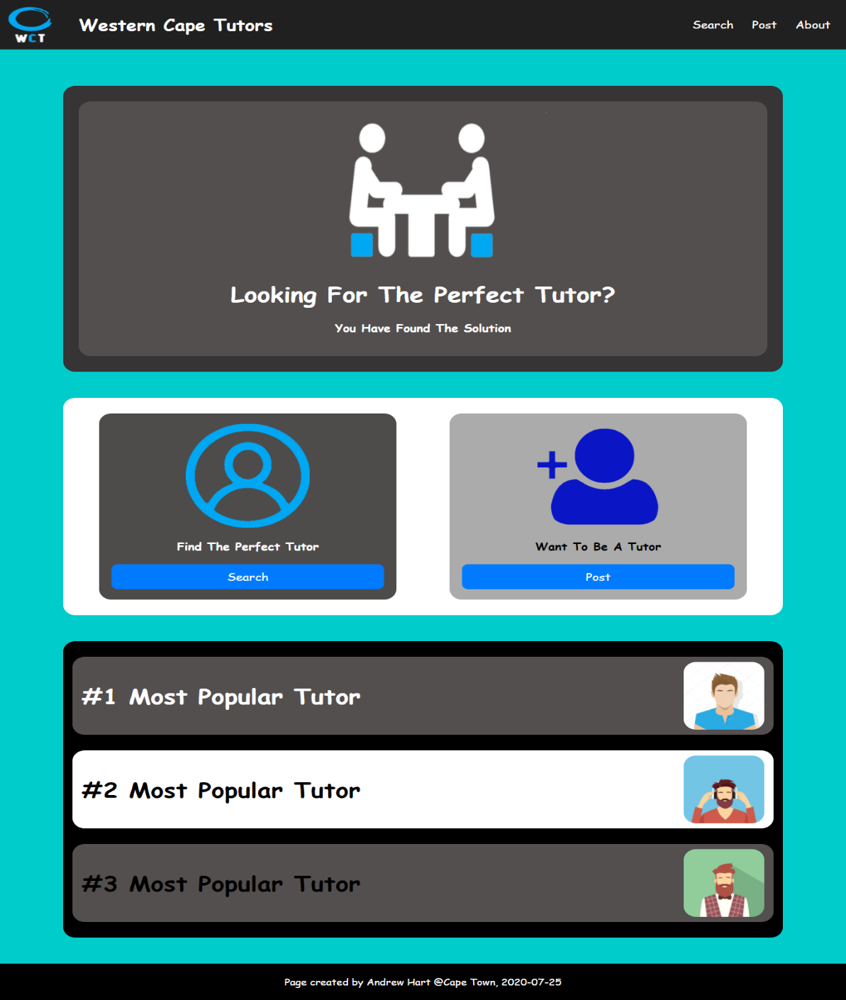 WCT
Western Cape Tutors
Search Post About
Looking For The Perfect Tutor?
You Have Found The Solution
Find The Perfect Tutor
Search
Want To Be A Tutor
Post
#1 Most Popular Tutor
#2 Most Popular Tutor
#3 Most Popular Tutor
Page created by Andrew Hart @Cape Town, 2020-07-25